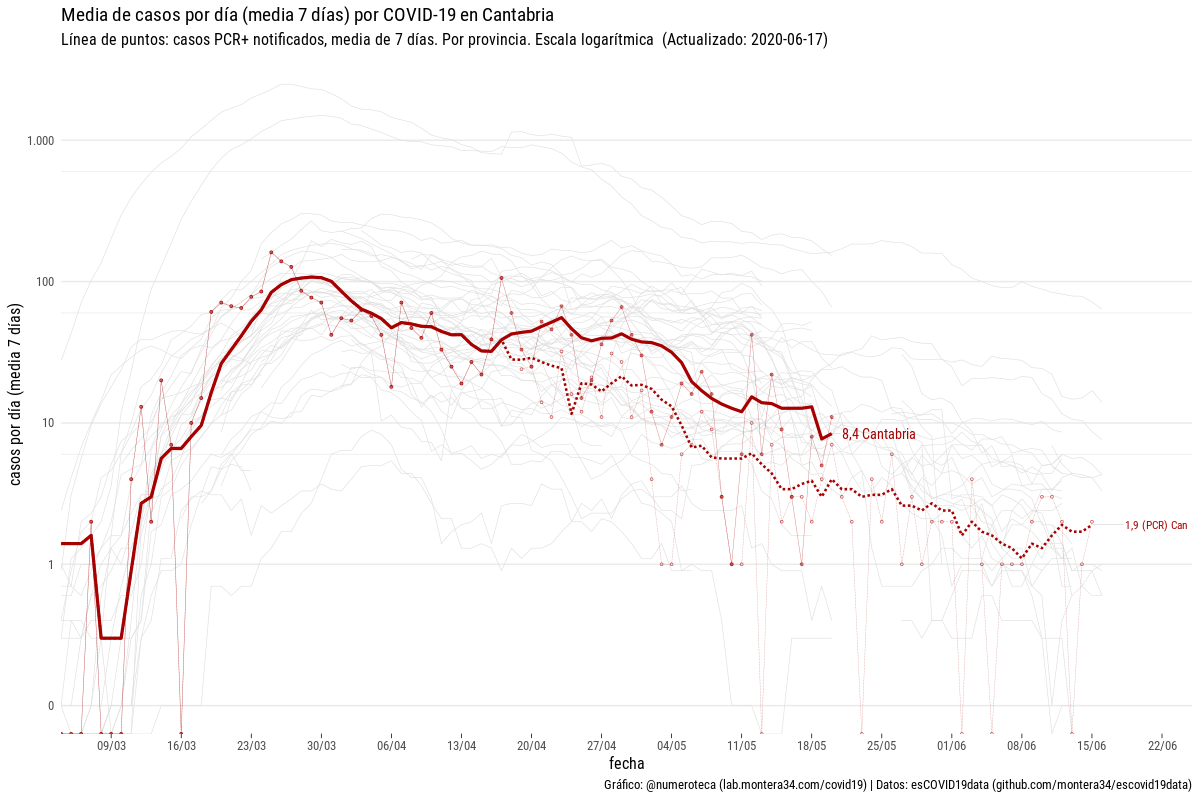 Media de casos por día (media 7 días) por COVID-19 en Cantabria
Línea de puntos: casos PCR+ notificados, media de 7 días. Por provincia. Escala logarítmica (Actualizado: 2020-06-17)
casos por día (media 7 días)
1.000
100
10
1
0
8,4 Cantabria
1,9 (PCR) Can
09/03 16/03 23/03 30/03 06/04 13/04 20/04 27/04 04/05 11/05 18/05 25/05 01/06 08/06 15/06 22/06
fecha
Gráfico: @numeroteca (lab.montera34.com/covid19) | Datos: esCOVID19data (github.com/montera34/escovid19data)